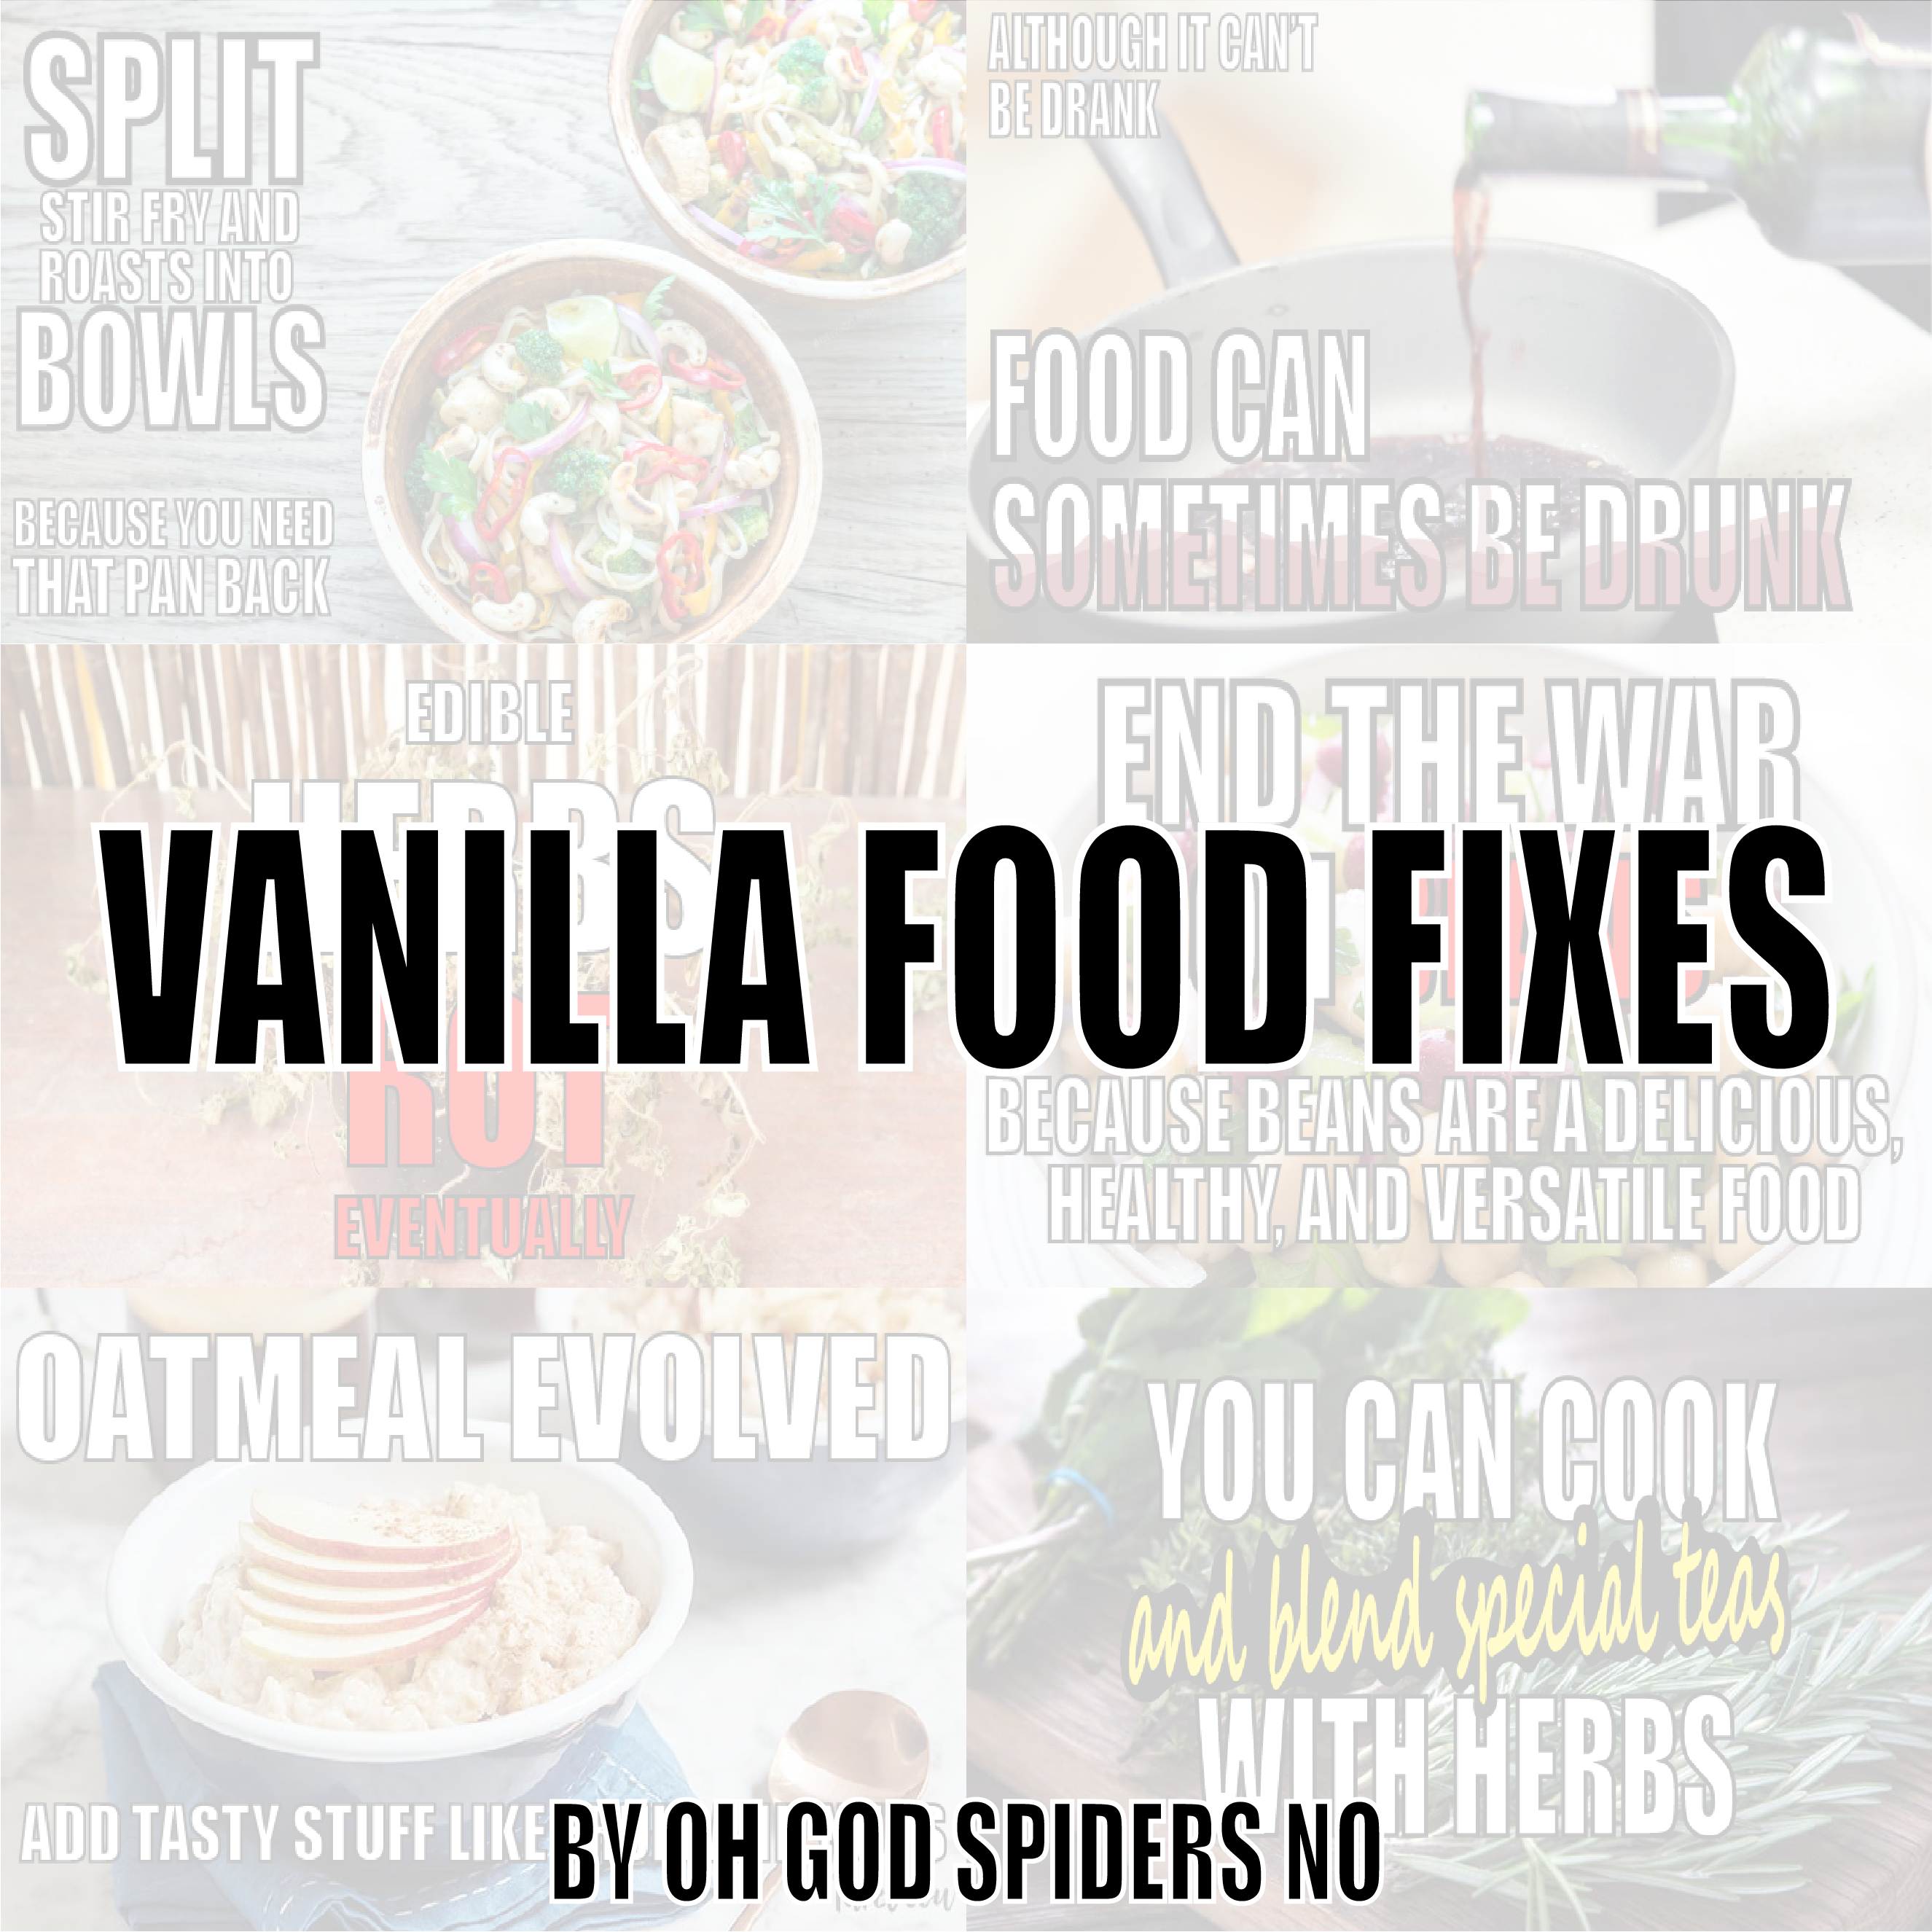 SPLIT
STIR FRY AND
ROASTS INTO
BOWLS
BECAUSE YOU NEED
THAT PAN BACK
ALTHOUGH IT CAN'T
BE DRANK
FOOD CAN
SOMETIMES BE DRUNK
EDIBLE
HERBS
ROT
EVENTUALLY
END THE WAR
BECAUSE BEANS ARE A DELICIOUS,
HEALTHY, AND VERSATILE FOOD
VANILLA FOOD FIXES
OATMEAL EVOLVED
ADD TASTY STUFF LIKE
YOU CAN COOK
and blend special teas
WITH HERBS
BY OH GOD SPIDERS NO